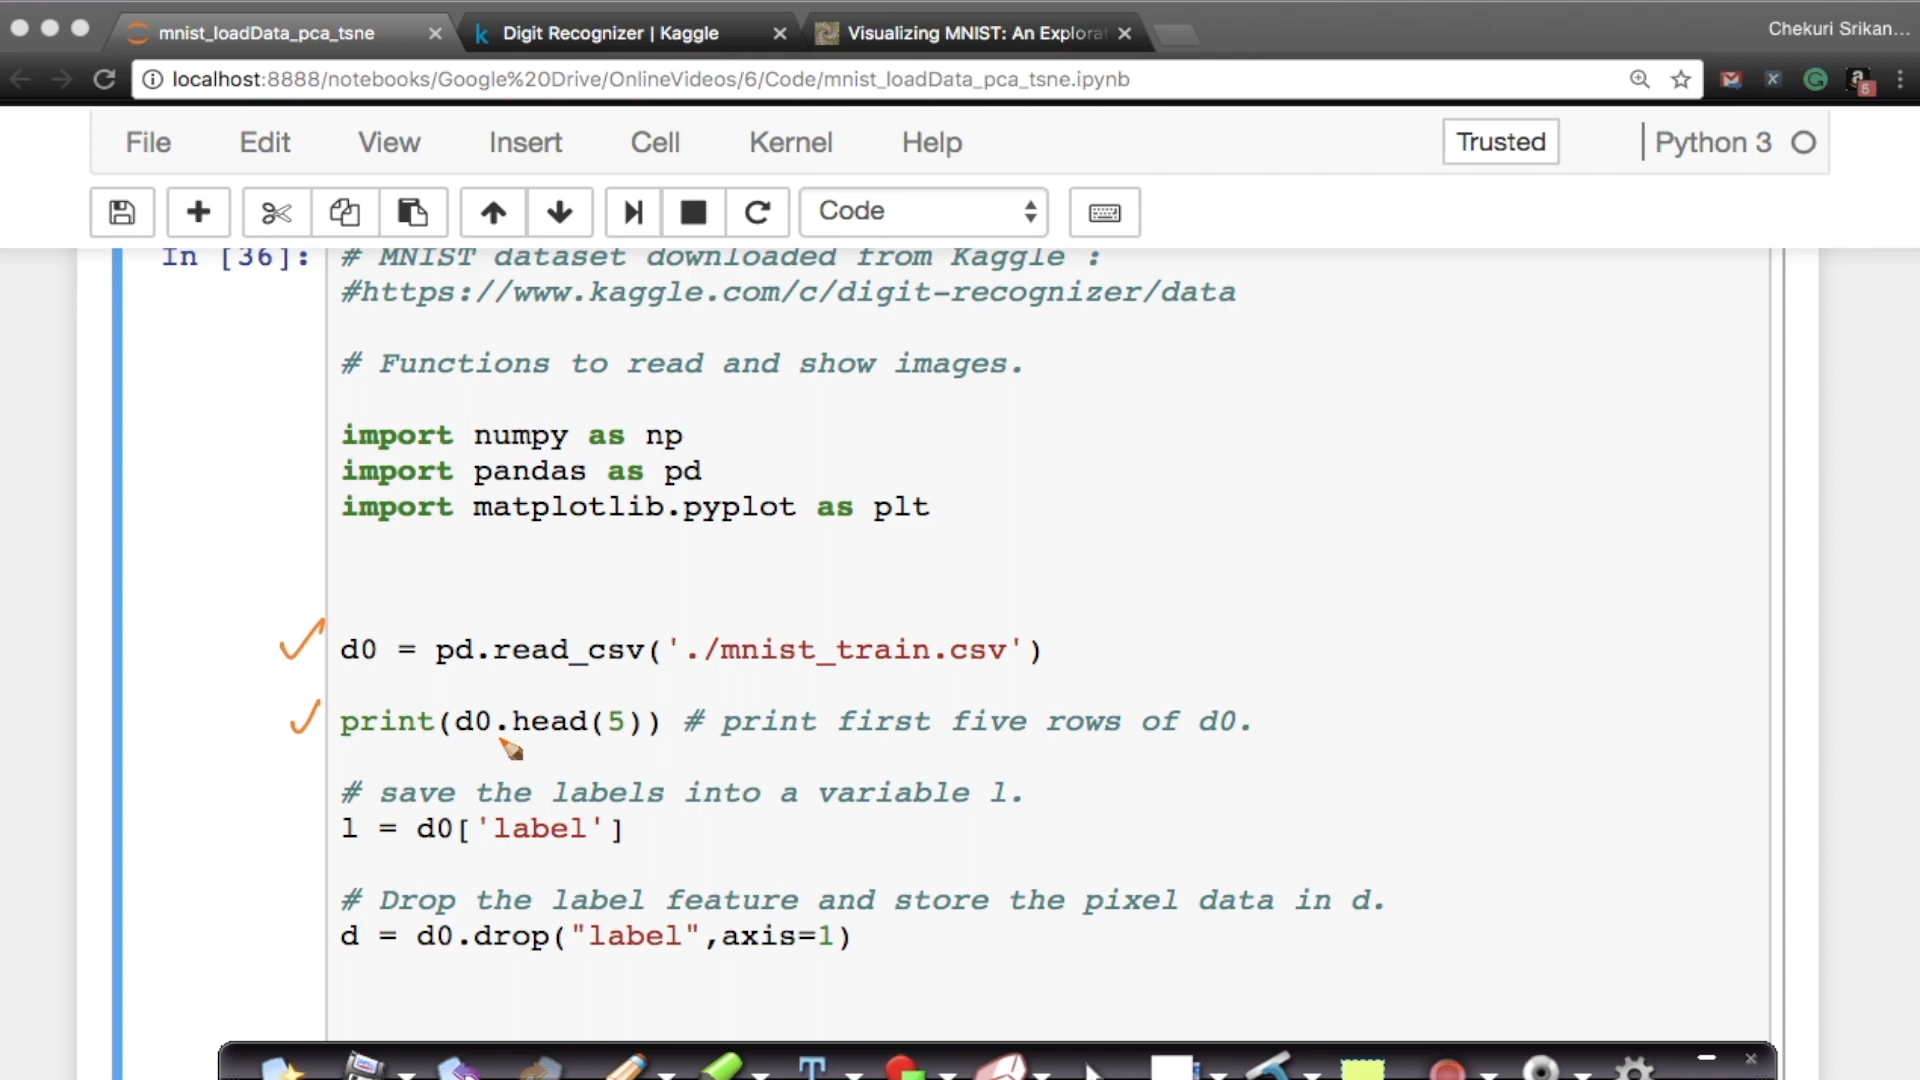 mnist_loadData_pca_tsne
Digit Recognizer | Kaggle
Visualizing MNIST: An Explorat
Chekuri Srikan...
localhost:8888/notebooks/Google%20Drive/OnlineVideos/6/Code/mnist_loadData_pca_tsne.ipynb
5
File Edit View Insert Cell Kernel Help Trusted Python 3
Code
In [36]:
# MNIST dataset downloaded from Kaggle :
#https://www.kaggle.com/c/digit-recognizer/data
# Functions to read and show images.
import numpy as np
import pandas as pd
import matplotlib.pyplot as plt
d0 = pd.read_csv('./mnist_train.csv')
print(d0.head(5)) # print first five rows of d0.
# save the labels into a variable l.
l = d0['label']
# Drop the label feature and store the pixel data in d.
d = d0.drop("label",axis=1)